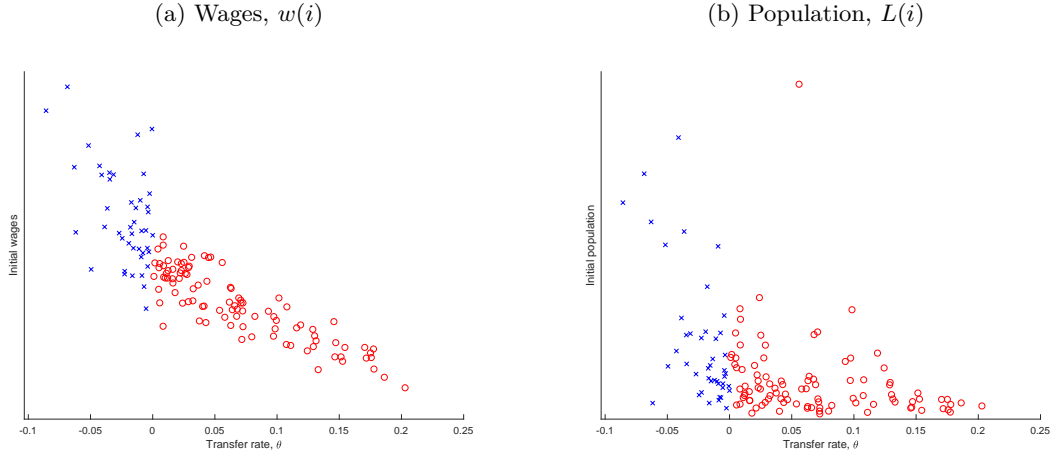 (a) Wages, w(i)
(b) Population, L(i)
Initial wages
-0.1 -0.05 0 0.05 0.1 0.15 0.2 0.25
Transfer rate, θ
Initial population
-0.1 -0.05 0 0.05 0.1 0.15 0.2 0.25
Transfer rate, θ